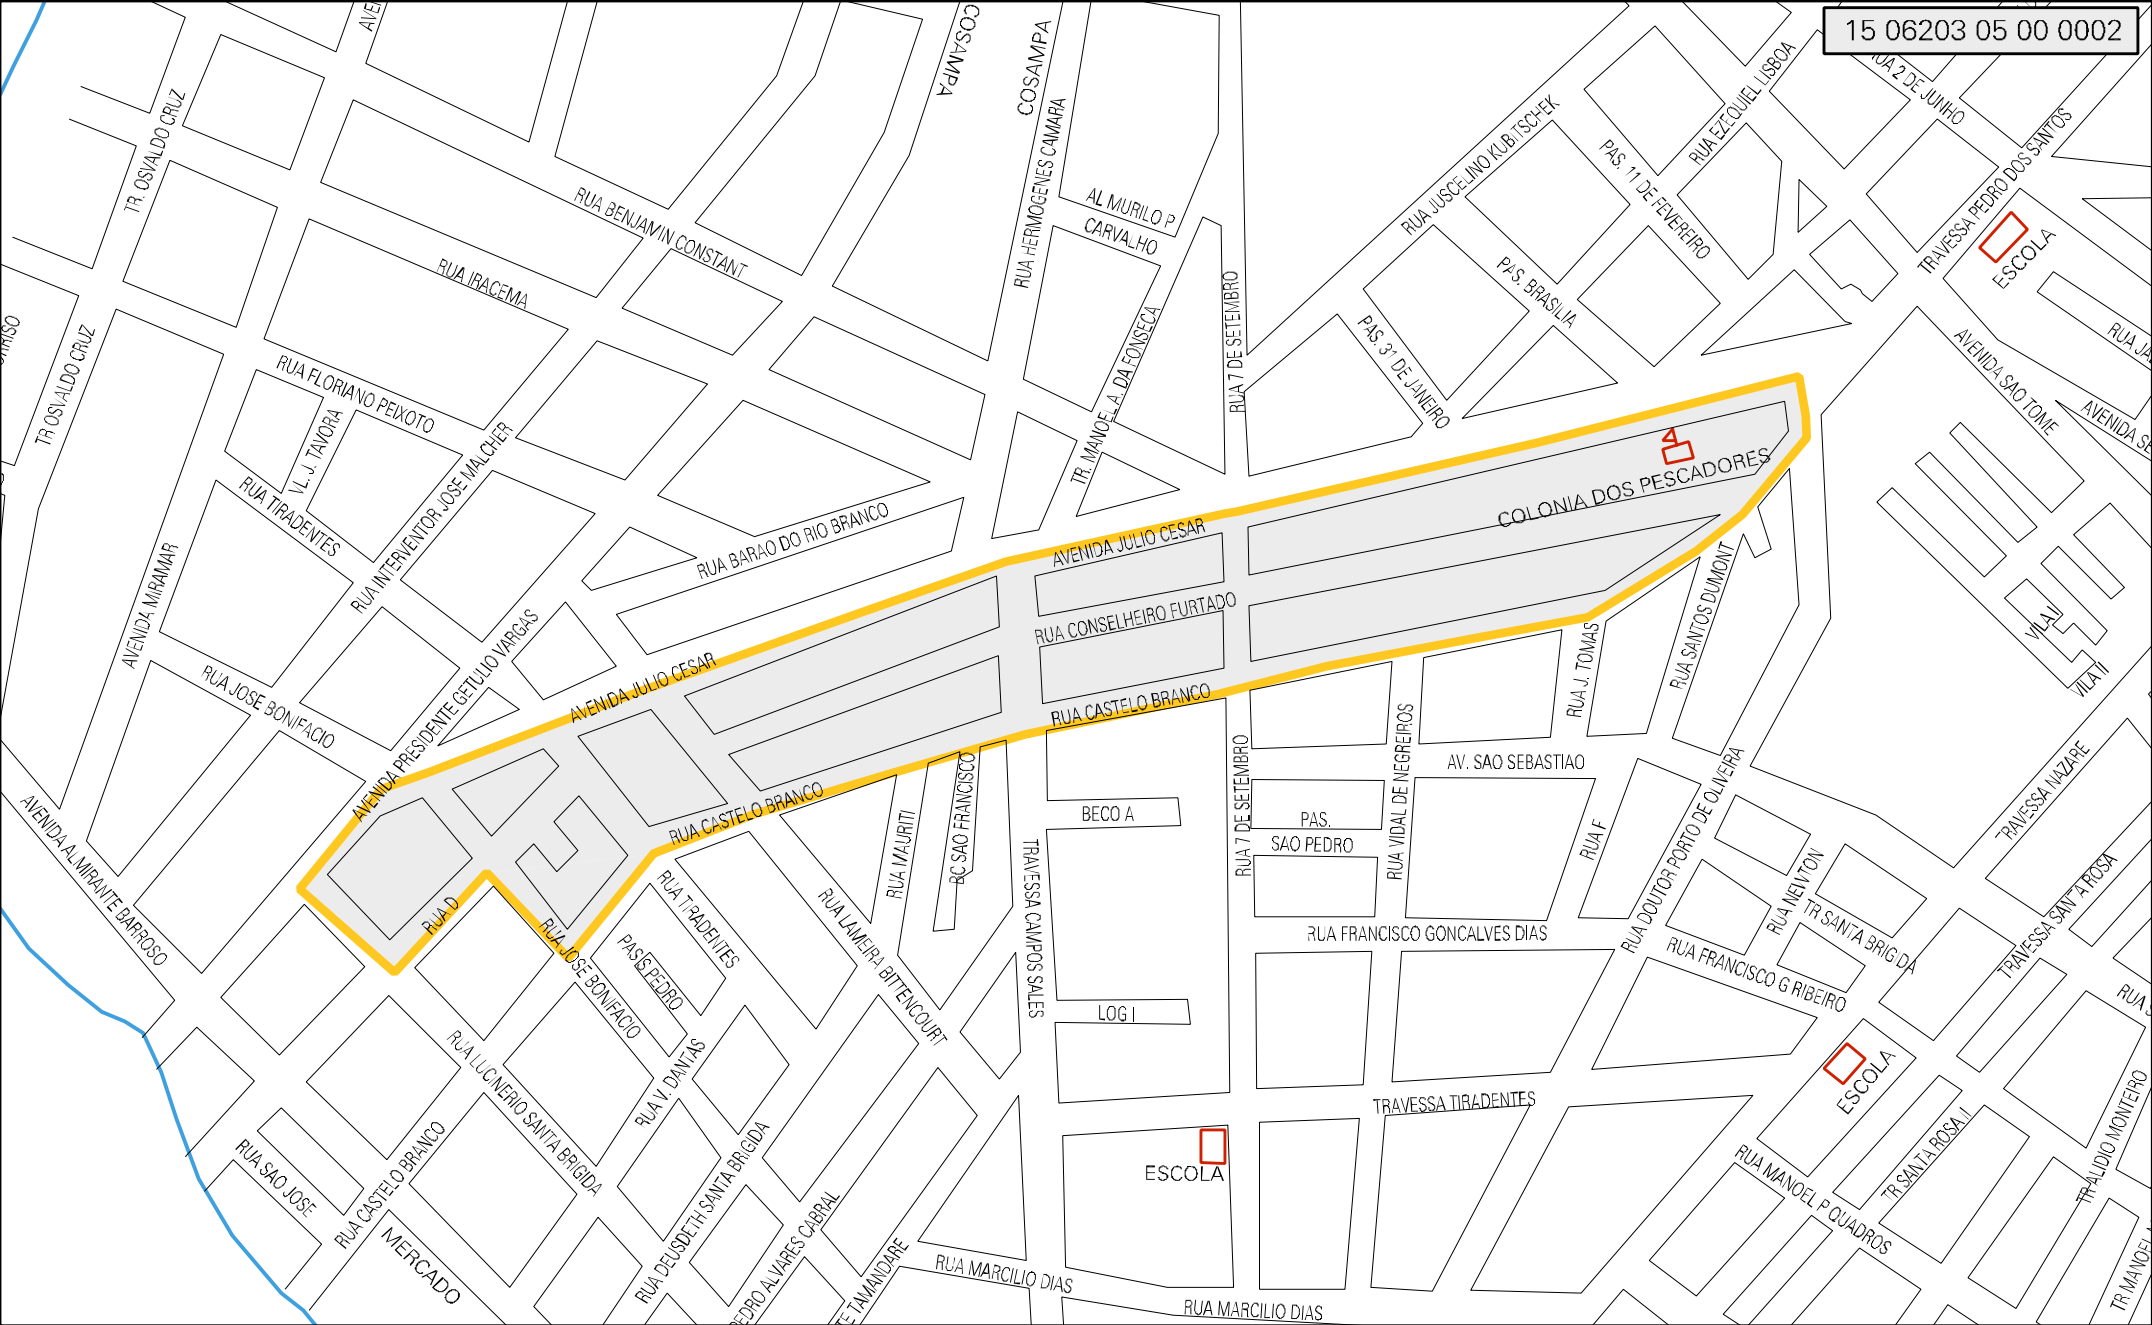 15 06203 05 00 0002
COSAMPA
COSAMPA
RUA 2 DE JUNHO
RUA EZEQUIEL LISBOA
TR. OSVALDO CRUZ
RUA HERMOGENES CAMARA
RUA JUSCELINO KUBITSCHEK
PAS. 11 DE FEVEREIRO
TRAVESSA PEDRO DOS SANTOS
RUA BENJAMIN CONSTANT
AL MURILO P
CARVALHO
ESCOLA
RUA IRACEMA
PAS. BRASILIA
RUA 7 DE SETEMBRO
TR OSVALDO CRUZ
TR. MANOEL A. DA FONSECA
PAS. 31 DE JANEIRO
AVENIDA SAO TOME
RUA FLORIANO PEIXOTO
VL. J. TAVORA
RUA INTERVENTOR JOSE MALCHER
RUA TIRADENTES
COLONIA DOS PESCADORES
RUA BARAO DO RIO BRANCO
AVENIDA JULIO CESAR
AVENIDA MIRAMAR
RUA CONSELHEIRO FURTADO
RUA SANTOS DUMONT
RUA J. TOMAS
VILA I
VILA II
AVENIDA PRESIDENTE GETULIO VARGAS
RUA JOSE BONIFACIO
AVENIDA JULIO CESAR
RUA CASTELO BRANCO
RUA VIDAL DE NEGREIROS
AV. SAO SEBASTIAO
TRAVESSA NAZARE
RUA 7 DE SETEMBRO
RUA CASTELO BRANCO
BECO A
PAS.
SAO PEDRO
RUA F
RUA DOUTOR PORTO DE OLIVEIRA
AVENIDA ALMIRANTE BARROSO
RUA MAURITI
BC SAO FRANCISCO
TRAVESSA CAMPOS SALES
RUA NEWTON
TR SANTA BRIGIDA
TRAVESSA SANTA ROSA
RUA D
RUA JOSE BONIFACIO
RUA TIRADENTES
PAS S PEDRO
RUA LAMEIRA BITTENCOURT
RUA FRANCISCO GONCALVES DIAS
RUA FRANCISCO G RIBEIRO
LOG I
RUA LUCINERIO SANTA BRIGIDA
RUA V. DANTAS
TRAVESSA TIRADENTES
ESCOLA
TR SANTA ROSA II
TR ALIDIO MONTEIRO
RUA SAO JOSE
RUA CASTELO BRANCO
RUA DEUSDETH SANTA BRIGIDA
ESCOLA
RUA MANOEL P QUADROS
MERCADO
PEDRO ALVARES CABRAL
TAMANDARE
RUA MARCILIO DIAS
RUA MARCILIO DIAS